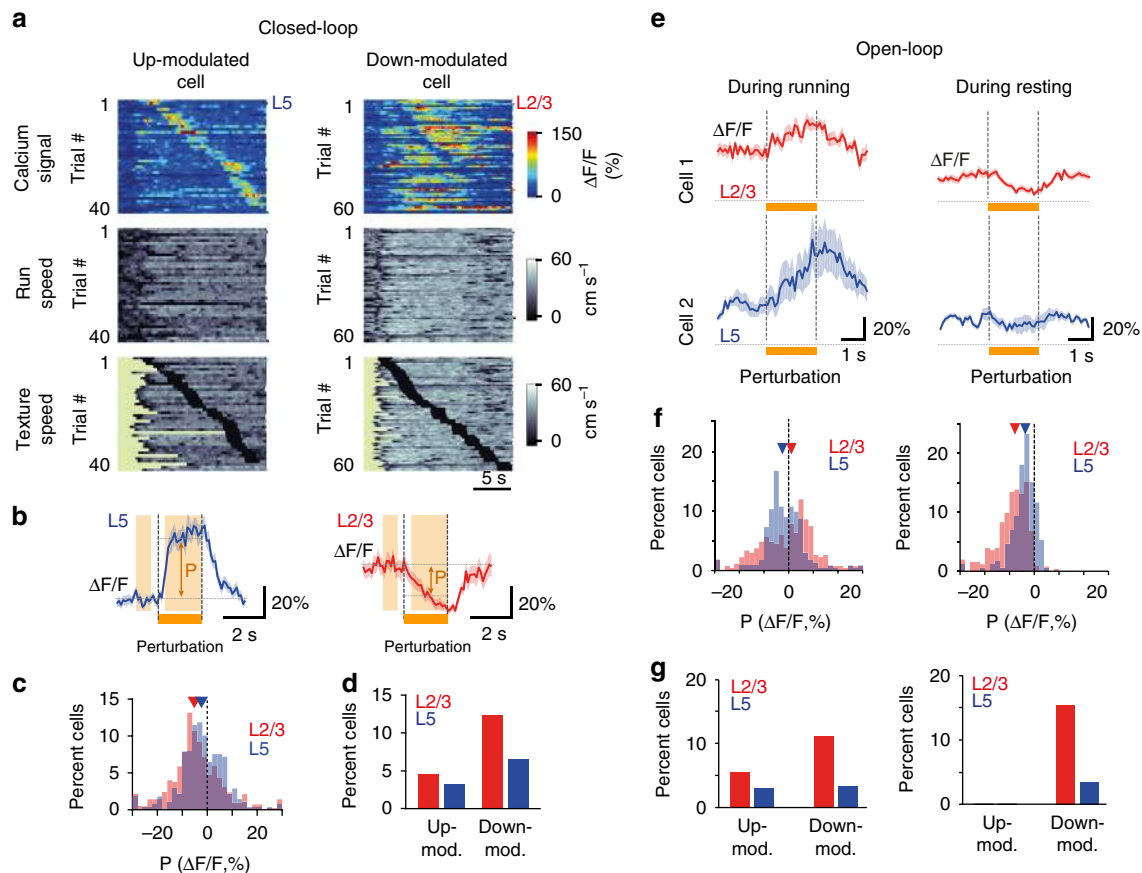 a
Closed-loop
Up-modulated
cell
Down-modulated
cell
Calcium
signal
Trial #
1
40
L5
Trial #
1
60
L2/3
150
0
ΔF/F
(%)
Run
speed
Trial #
1
40
Trial #
1
60
60
0
cm s⁻¹
Texture
speed
Trial #
1
40
Trial #
1
60
60
0
cm s⁻¹
5 s
b
L5
ΔF/F
P
20%
2 s
Perturbation
L2/3
ΔF/F
P
20%
2 s
Perturbation
c
Percent cells
15
10
5
0
L2/3
L5
−20 0 20
P (ΔF/F,%)
d
Percent cells
15
10
5
0
L2/3
L5
Up-
mod.
Down-
mod.
e
Open-loop
During running
During resting
Cell 1
ΔF/F
L2/3
ΔF/F
Cell 2
L5
20%
1 s
20%
1 s
Perturbation
Perturbation
f
Percent cells
20
10
0
L2/3
L5
−20 0 20
P (ΔF/F,%)
Percent cells
20
10
0
L2/3
L5
−20 0 20
P (ΔF/F,%)
g
Percent cells
20
10
0
L2/3
L5
Up-
mod.
Down-
mod.
Percent cells
20
10
0
L2/3
L5
Up-
mod.
Down-
mod.